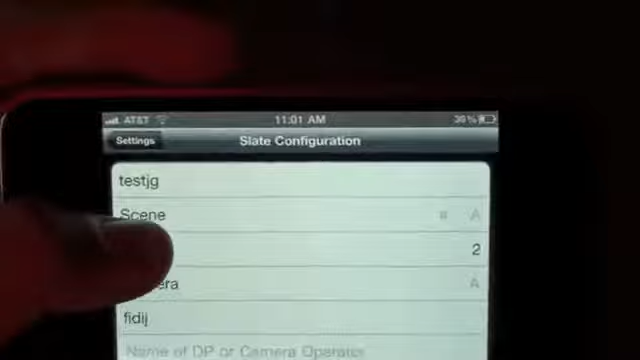 AT&T 11:01 AM 39%
Settings Slate Configuration
testjg
Scene # A
2
era A
fidij
Name of DP or Camera Operator